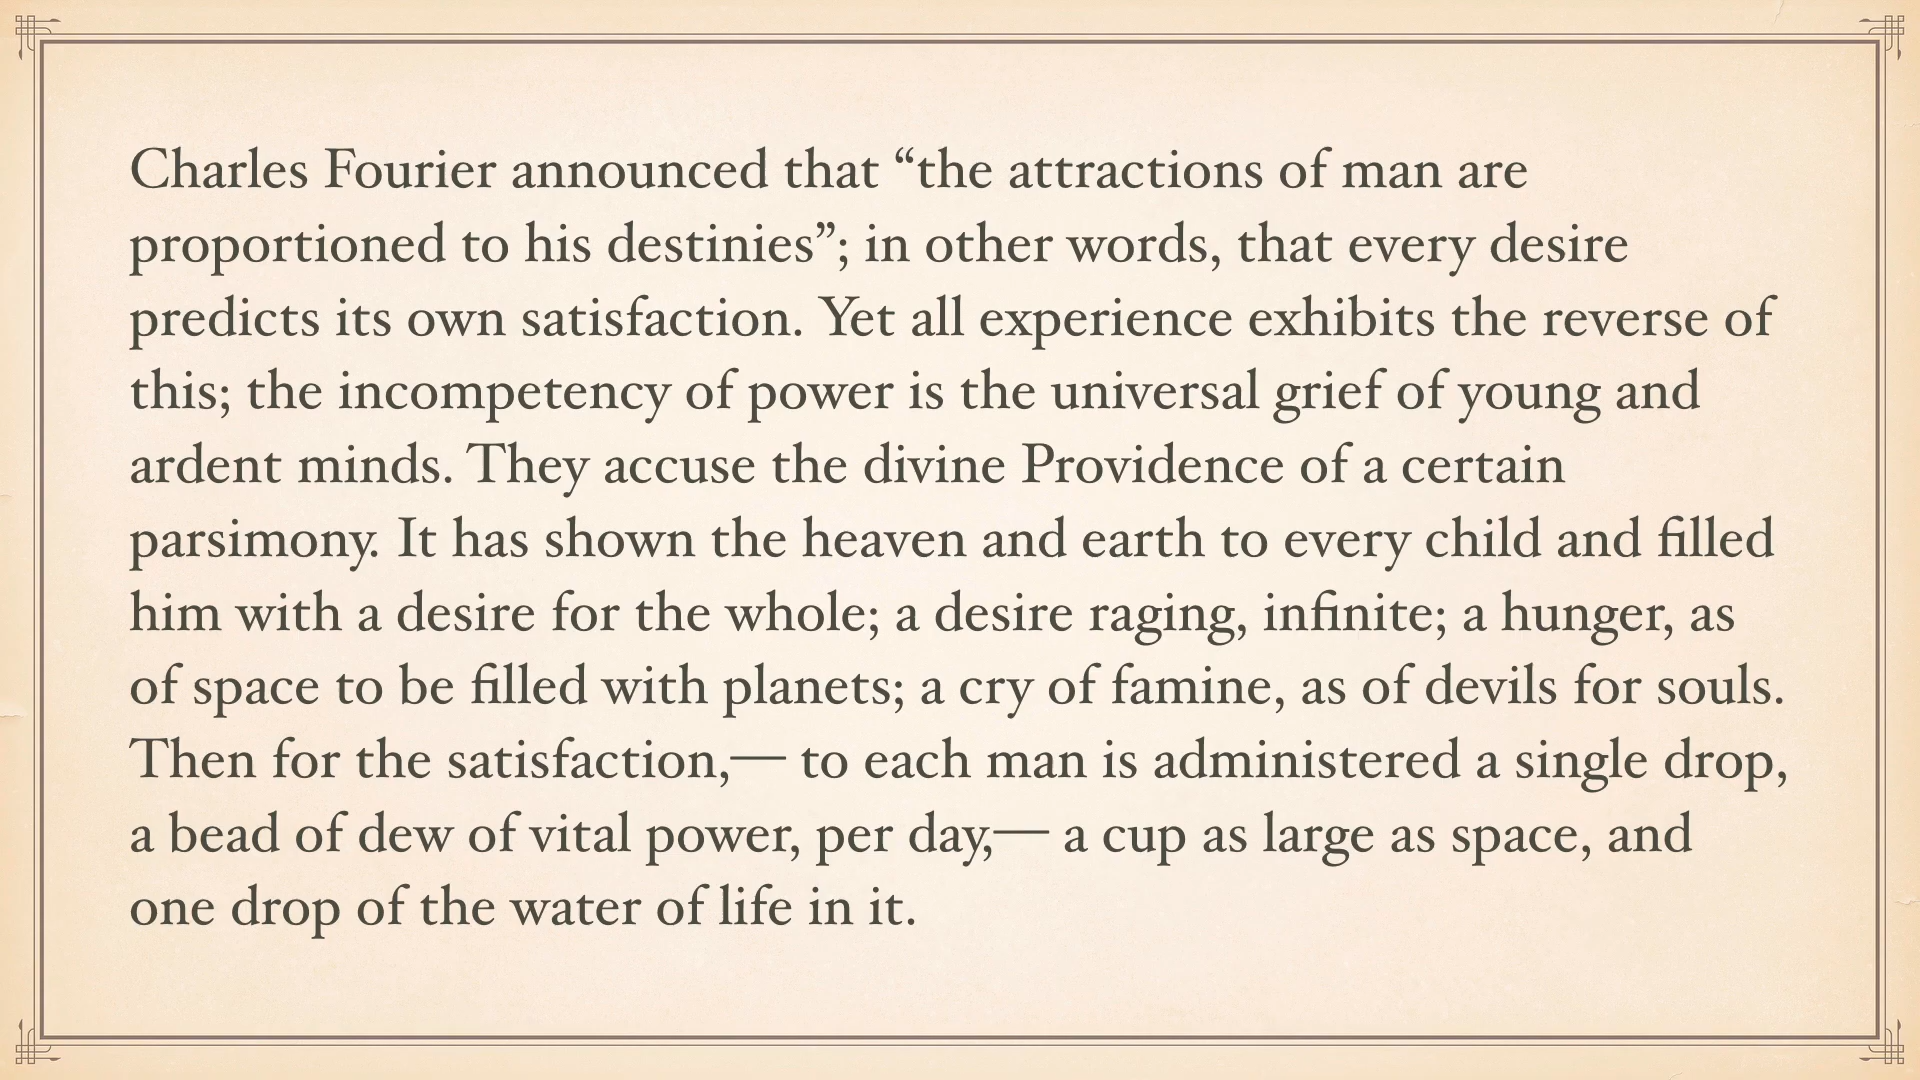 Charles Fourier announced that “the attractions of man are
proportioned to his destinies”; in other words, that every desire
predicts its own satisfaction. Yet all experience exhibits the reverse of
this; the incompetency of power is the universal grief of young and
ardent minds. They accuse the divine Providence of a certain
parsimony. It has shown the heaven and earth to every child and filled
him with a desire for the whole; a desire raging, infinite; a hunger, as
of space to be filled with planets; a cry of famine, as of devils for souls.
Then for the satisfaction,— to each man is administered a single drop,
a bead of dew of vital power, per day,— a cup as large as space, and
one drop of the water of life in it.